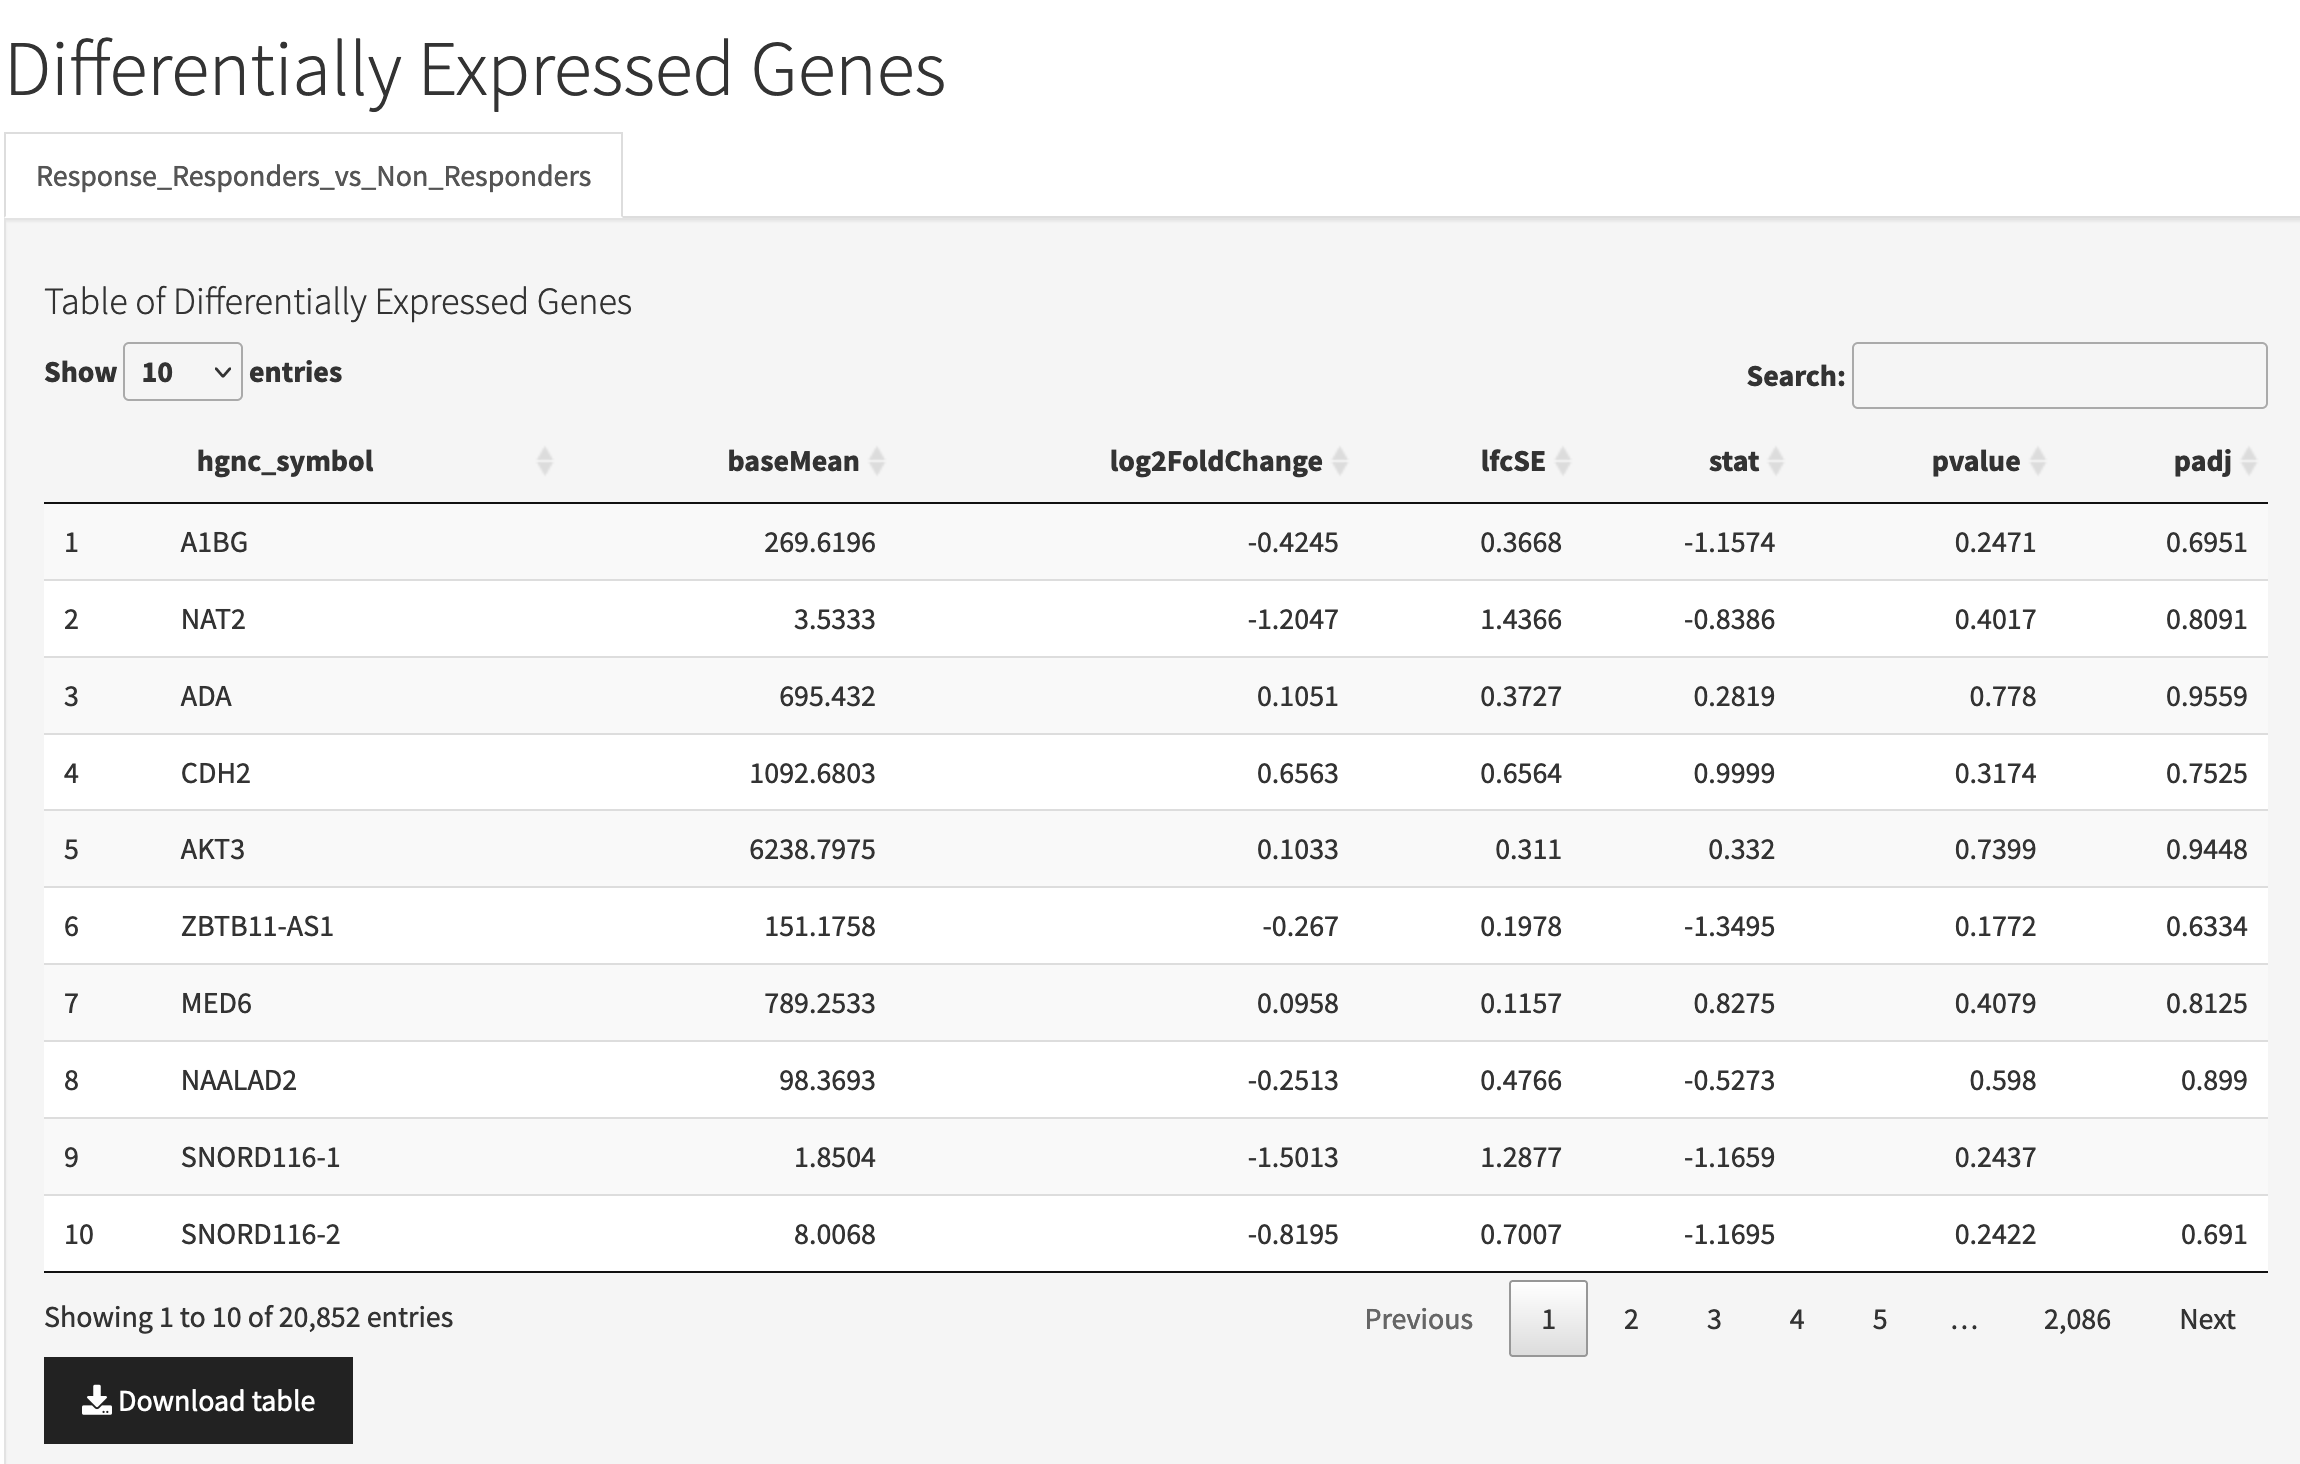 Differentially Expressed Genes
Response_Responders_vs_Non_Responders
Table of Differentially Expressed Genes
Show 10 entries Search:
hgnc_symbol baseMean log2FoldChange lfcSE stat pvalue padj
1 A1BG 269.6196 -0.4245 0.3668 -1.1574 0.2471 0.6951
2 NAT2 3.5333 -1.2047 1.4366 -0.8386 0.4017 0.8091
3 ADA 695.432 0.1051 0.3727 0.2819 0.778 0.9559
4 CDH2 1092.6803 0.6563 0.6564 0.9999 0.3174 0.7525
5 AKT3 6238.7975 0.1033 0.311 0.332 0.7399 0.9448
6 ZBTB11-AS1 151.1758 -0.267 0.1978 -1.3495 0.1772 0.6334
7 MED6 789.2533 0.0958 0.1157 0.8275 0.4079 0.8125
8 NAALAD2 98.3693 -0.2513 0.4766 -0.5273 0.598 0.899
9 SNORD116-1 1.8504 -1.5013 1.2877 -1.1659 0.2437
10 SNORD116-2 8.0068 -0.8195 0.7007 -1.1695 0.2422 0.691
Showing 1 to 10 of 20,852 entries Previous 1 2 3 4 5 … 2,086 Next
Download table